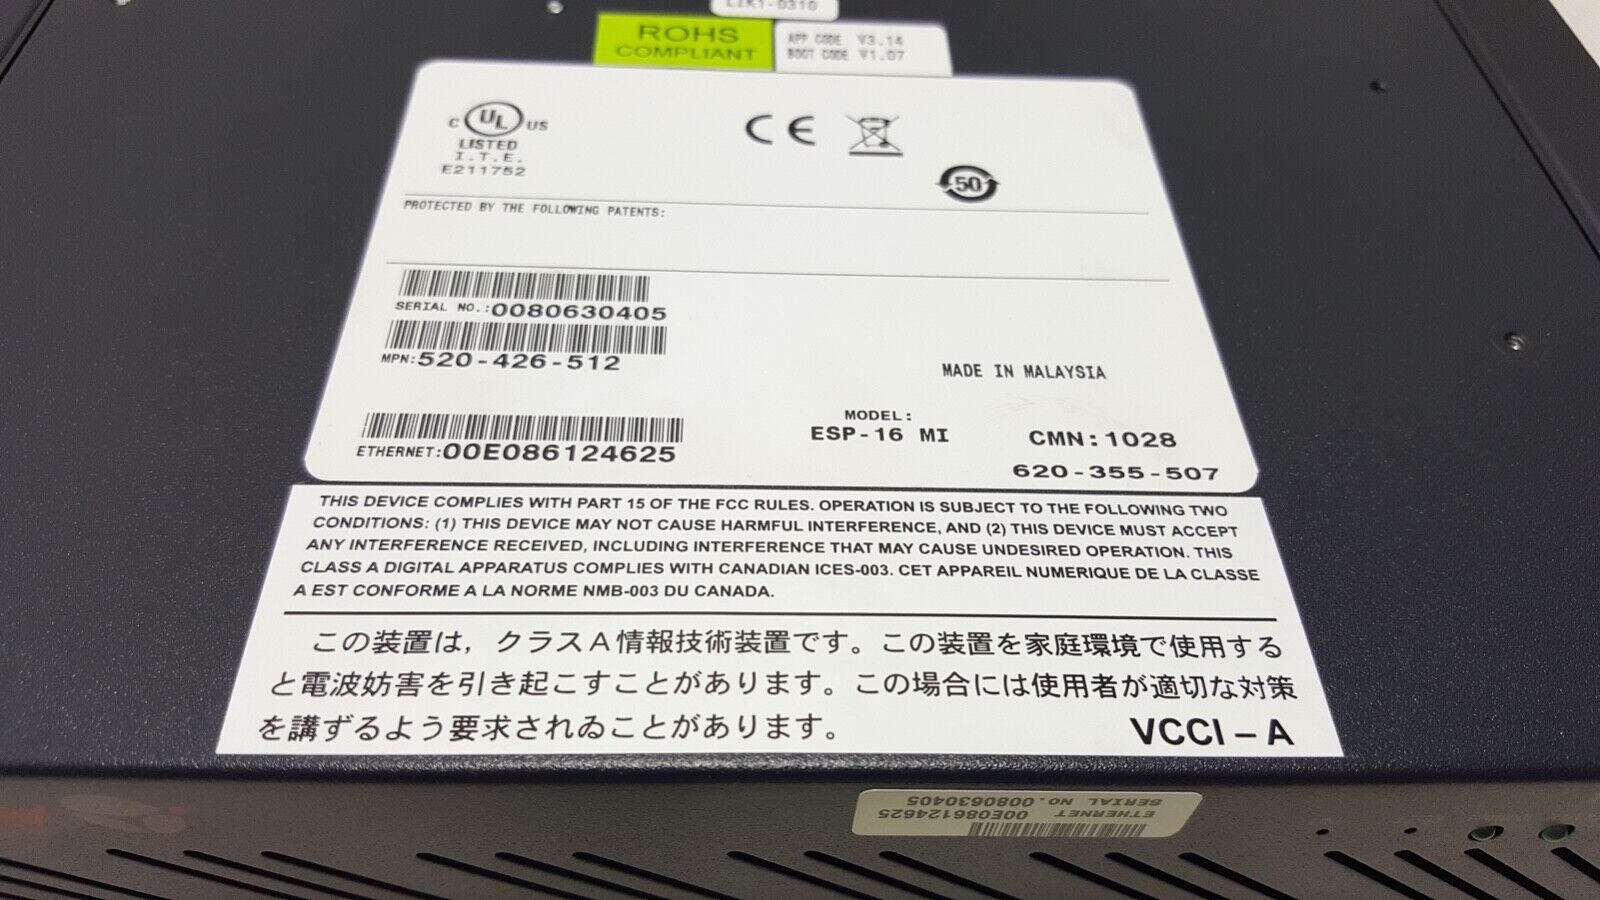 ROHS
COMPLIANT
APP CODE V3.14
BOOT CODE V1.07
C UL US
LISTED
I.T.E.
E211752
CE
50
PROTECTED BY THE FOLLOWING PATENTS:
SERIAL NO.:0080630405
MPN:520-426-512
MADE IN MALAYSIA
ETHERNET:00E086124625
MODEL:
ESP-16 MI
CMN:1028
620-355-507
THIS DEVICE COMPLIES WITH PART 15 OF THE FCC RULES. OPERATION IS SUBJECT TO THE FOLLOWING TWO
CONDITIONS: (1) THIS DEVICE MAY NOT CAUSE HARMFUL INTERFERENCE, AND (2) THIS DEVICE MUST ACCEPT
ANY INTERFERENCE RECEIVED, INCLUDING INTERFERENCE THAT MAY CAUSE UNDESIRED OPERATION. THIS
CLASS A DIGITAL APPARATUS COMPLIES WITH CANADIAN ICES-003. CET APPAREIL NUMERIQUE DE LA CLASSE
A EST CONFORME A LA NORME NMB-003 DU CANADA.
この装置は，クラスA情報技術装置です。この装置を家庭環境で使用する
と電波妨害を引き起こすことがあります。この場合には使用者が適切な対策
を講ずるよう要求されゐことがあります。
VCCI – A
ETHERNET
00E086124625
SERIAL NO.0080630405